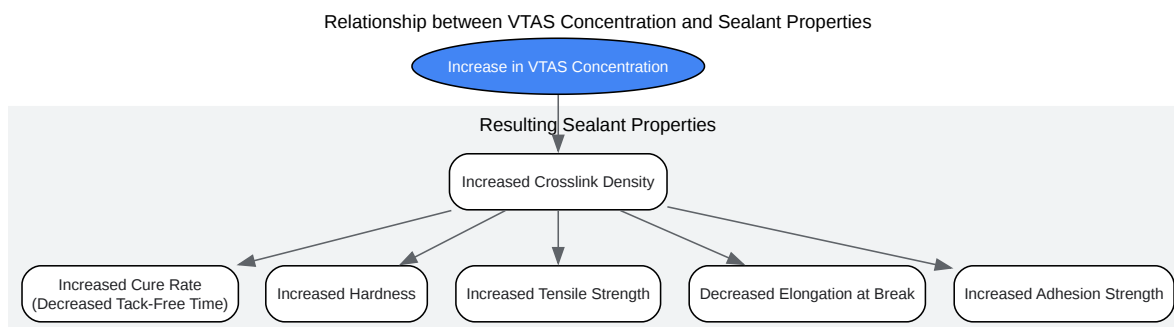 Relationship between VTAS Concentration and Sealant Properties
Increase in VTAS Concentration
Resulting Sealant Properties
Increased Crosslink Density
Increased Cure Rate
(Decreased Tack-Free Time)
Increased Hardness
Increased Tensile Strength
Decreased Elongation at Break
Increased Adhesion Strength